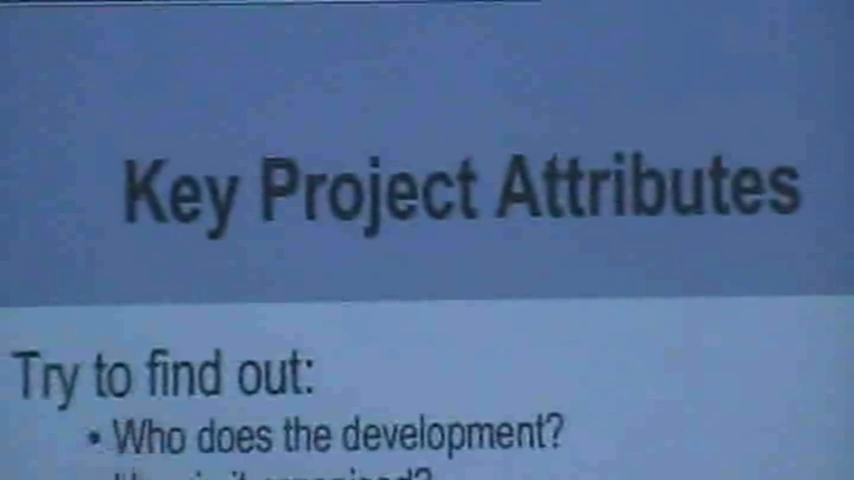 Key Project Attributes
Try to find out:
• Who does the development?